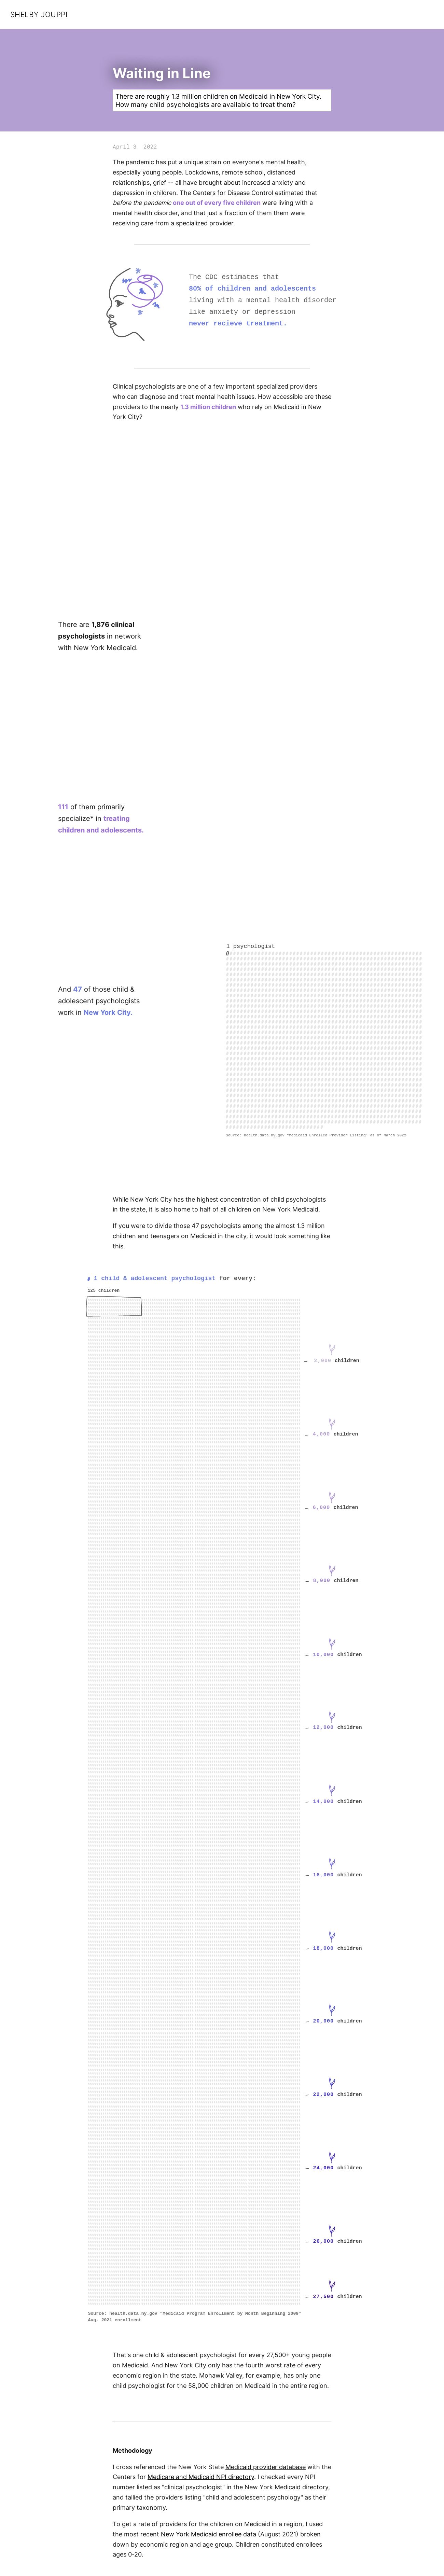 SHELBY JOUPPI
Waiting in Line
There are roughly 1.3 million children on Medicaid in New York City.
How many child psychologists are available to treat them?
April 3, 2022
The pandemic has put a unique strain on everyone's mental health,
especially young people. Lockdowns, remote school, distanced
relationships, grief -- all have brought about increased anxiety and
depression in children. The Centers for Disease Control estimated that
before the pandemic one out of every five children were living with a
mental health disorder, and that just a fraction of them them were
receiving care from a specialized provider.
The CDC estimates that
80% of children and adolescents
living with a mental health disorder
like anxiety or depression
never recieve treatment.
Clinical psychologists are one of a few important specialized providers
who can diagnose and treat mental health issues. How accessible are these
providers to the nearly 1.3 million children who rely on Medicaid in New
York City?
There are 1,876 clinical
psychologists in network
with New York Medicaid.
111 of them primarily
specialize* in treating
children and adolescents.
1 psychologist
And 47 of those child &
adolescent psychologists
work in New York City.
Source: health.data.ny.gov "Medicaid Enrolled Provider Listing" as of March 2022
While New York City has the highest concentration of child psychologists
in the state, it is also home to half of all children on New York Medicaid.
If you were to divide those 47 psychologists among the almost 1.3 million
children and teenagers on Medicaid in the city, it would look something like
this.
1 child & adolescent psychologist for every:
125 children
… 2,000 children
… 4,000 children
… 6,000 children
… 8,000 children
… 10,000 children
… 12,000 children
… 14,000 children
… 16,000 children
… 18,000 children
… 20,000 children
… 22,000 children
… 24,000 children
… 26,000 children
… 27,500 children
Source: health.data.ny.gov "Medicaid Program Enrollment by Month Beginning 2009"
Aug. 2021 enrollment
That's one child & adolescent psychologist for every 27,500+ young people
on Medicaid. And New York City only has the fourth worst rate of every
economic region in the state. Mohawk Valley, for example, has only one
child psychologist for the 58,000 children on Medicaid in the entire region.
Methodology
I cross referenced the New York State Medicaid provider database with the
Centers for Medicare and Medicaid NPI directory. I checked every NPI
number listed as "clinical psychologist" in the New York Medicaid directory,
and tallied the providers listing "child and adolescent psychology" as their
primary taxonomy.
To get a rate of providers for the children on Medicaid in a region, I used
the most recent New York Medicaid enrollee data (August 2021) broken
down by economic region and age group. Children constituted enrollees
ages 0-20.